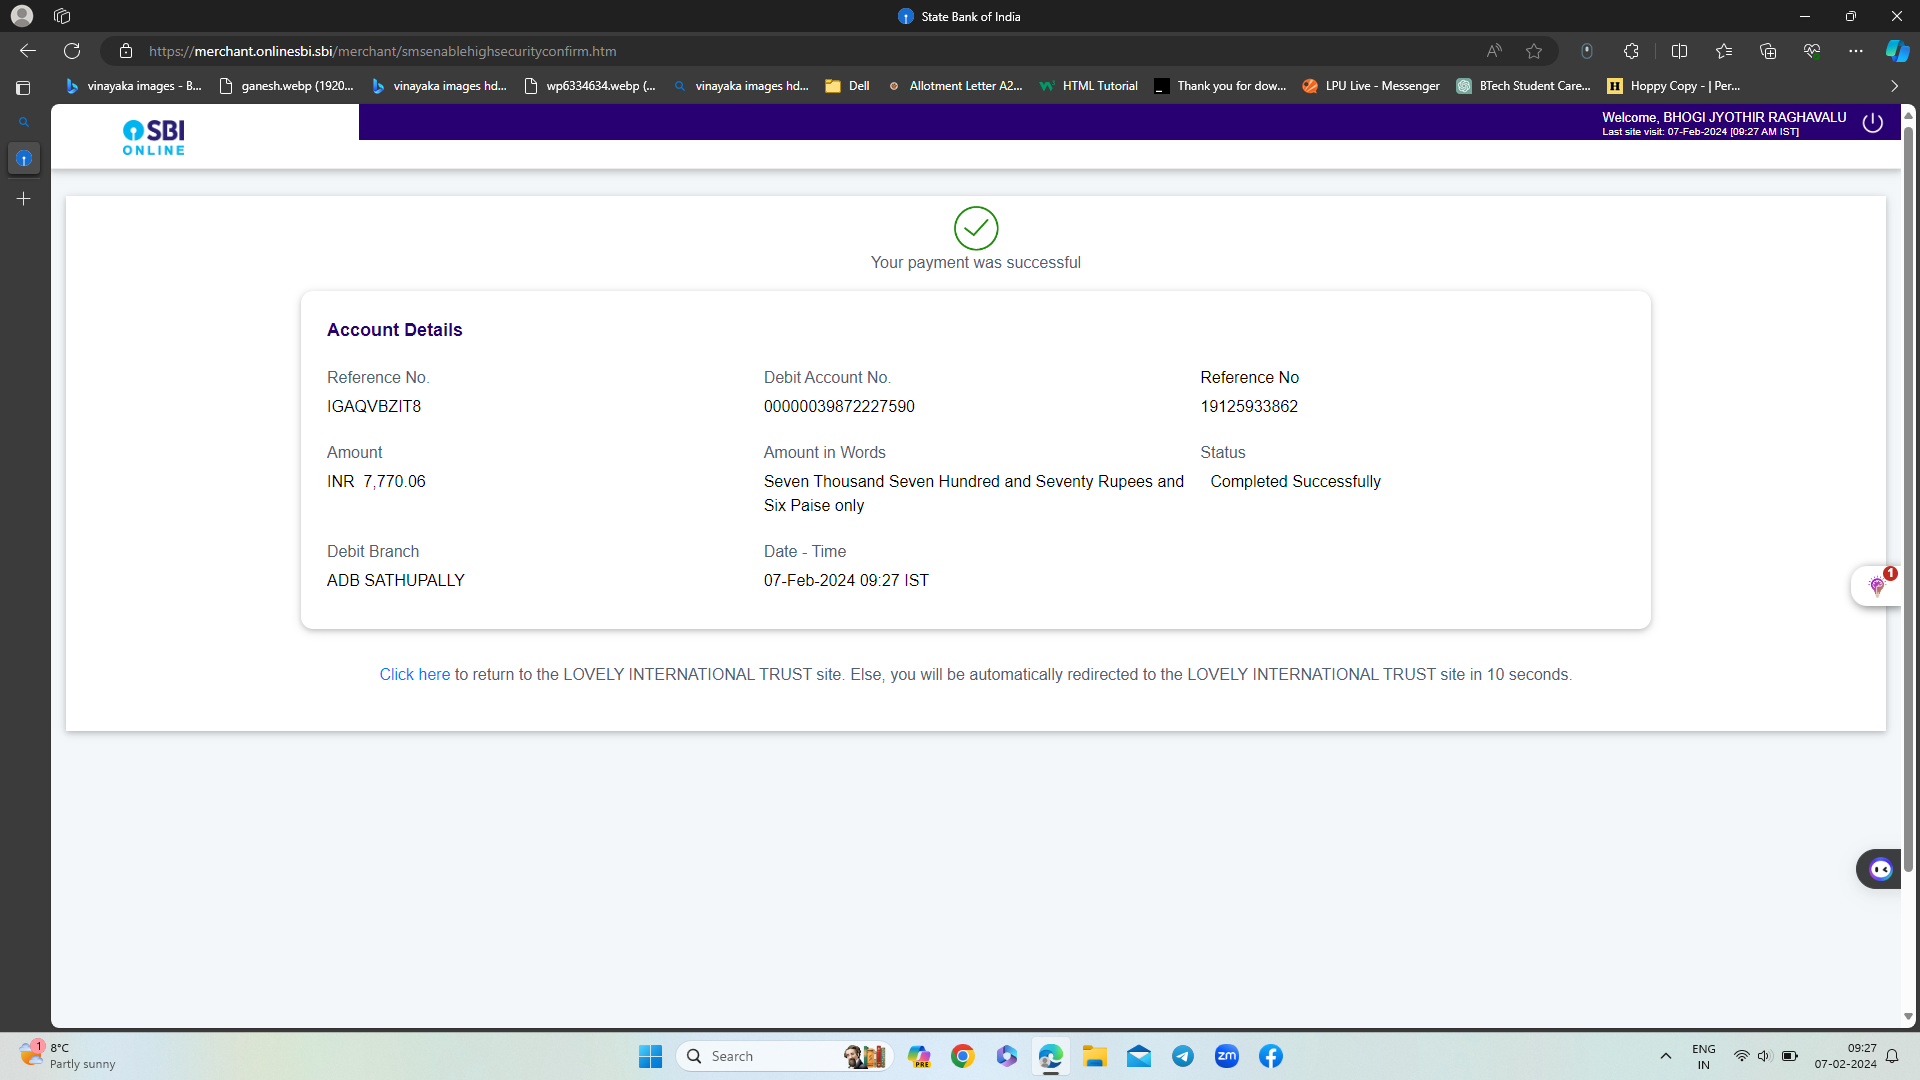 State Bank of India
https://merchant.onlinesbi.sbi/merchant/smsenablehighsecurityconfirm.htm
vinayaka images - B... ganesh.webp (1920... vinayaka images hd... wp6334634.webp (... vinayaka images hd... Dell Allotment Letter A2... HTML Tutorial Thank you for dow... LPU Live - Messenger BTech Student Care... Hoppy Copy - | Per...
SBI
ONLINE
Welcome, BHOGI JYOTHIR RAGHAVALU
Last site visit: 07-Feb-2024 [09:27 AM IST]
Your payment was successful
Account Details
Reference No. Debit Account No. Reference No
IGAQVBZIT8 00000039872227590 19125933862
Amount Amount in Words Status
INR 7,770.06 Seven Thousand Seven Hundred and Seventy Rupees and Completed Successfully
Six Paise only
Debit Branch Date - Time
ADB SATHUPALLY 07-Feb-2024 09:27 IST
1
Click here to return to the LOVELY INTERNATIONAL TRUST site. Else, you will be automatically redirected to the LOVELY INTERNATIONAL TRUST site in 10 seconds.
1
8°C
Partly sunny
Search
PRE
zm
ENG
IN
09:27
07-02-2024